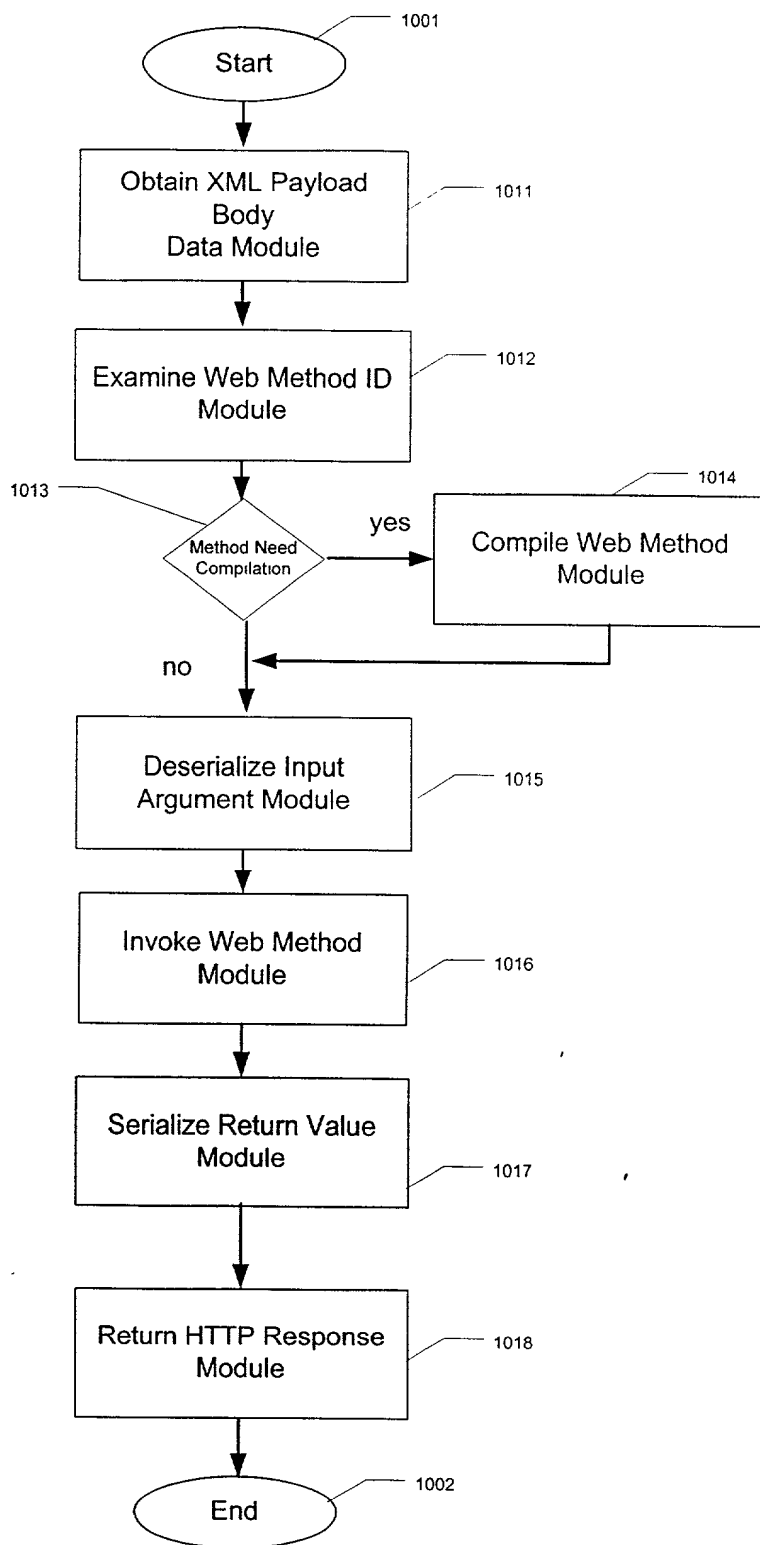 1001
Start
Obtain XML Payload
Body
Data Module
1011
Examine Web Method ID
Module
1012
1013
Method Need
Compilation
yes
1014
Compile Web Method
Module
no
Deserialize Input
Argument Module
1015
Invoke Web Method
Module
1016
Serialize Return Value
Module
1017
Return HTTP Response
Module
1018
End
1002